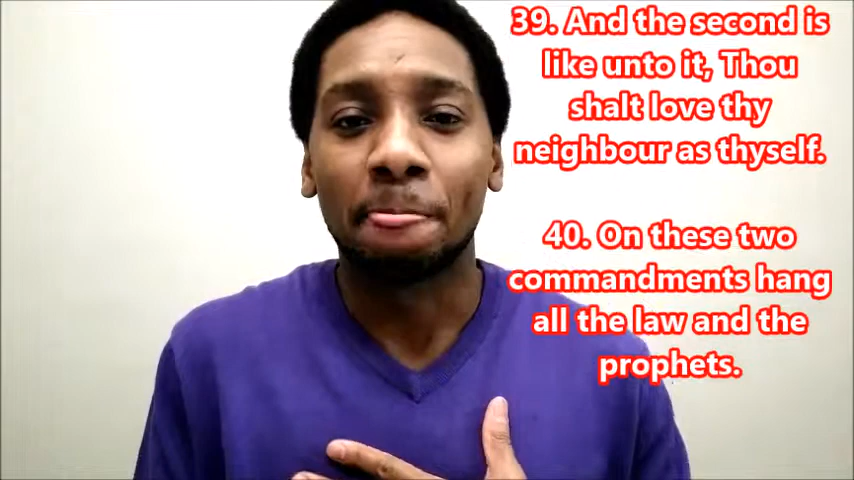 39. And the second is
like unto it, Thou
shalt love thy
neighbour as thyself.
40. On these two
commandments hang
all the law and the
prophets.